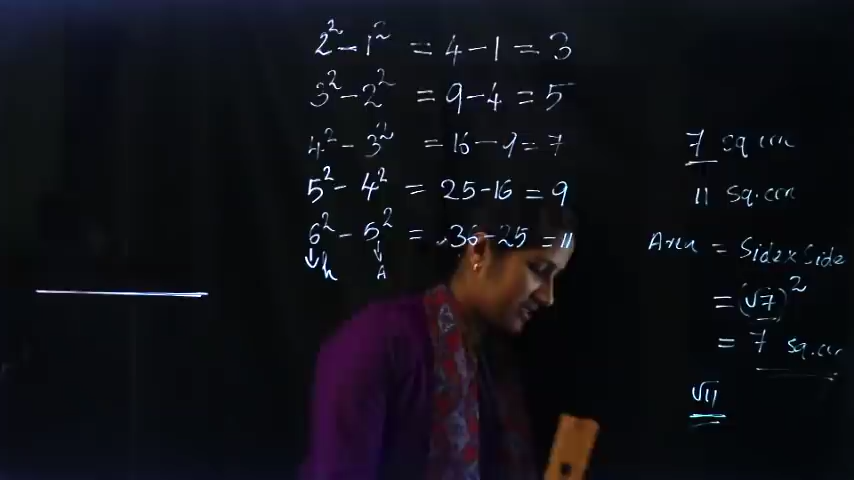 2² - 1² = 4 - 1 = 3
3² - 2² = 9 - 4 = 5
4² - 3² = 16 - 9 = 7
5² - 4² = 25 - 16 = 9
6² - 5² = 36 - 25 = 11
↓h ↓A
7 sq cm
11 sq.cm
Area = Side x Side
= (√7)²
= 7 sq.cm
√11